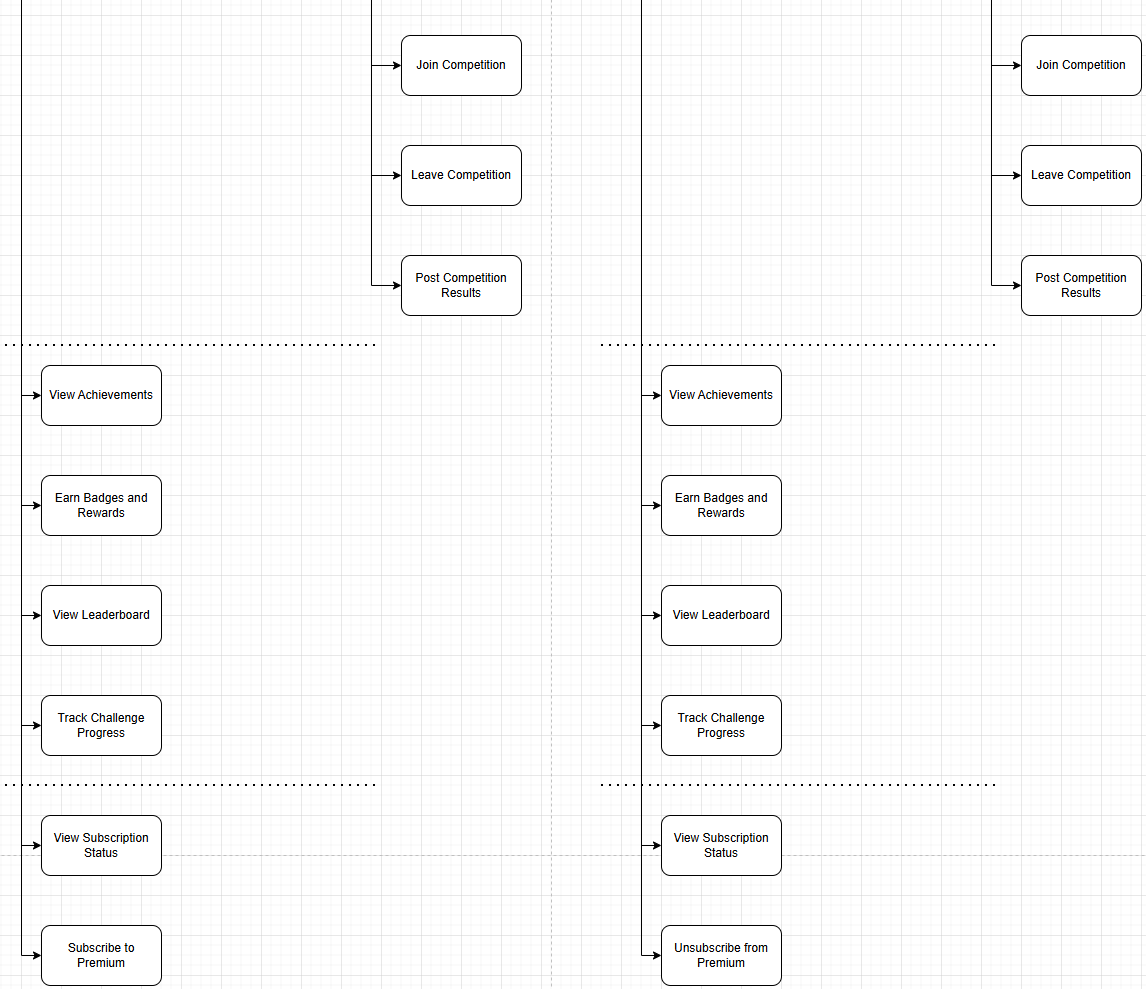 Join Competition
Leave Competition
Post Competition
Results
View Achievements
Earn Badges and
Rewards
View Leaderboard
Track Challenge
Progress
View Subscription
Status
Subscribe to
Premium
Join Competition
Leave Competition
Post Competition
Results
View Achievements
Earn Badges and
Rewards
View Leaderboard
Track Challenge
Progress
View Subscription
Status
Unsubscribe from
Premium